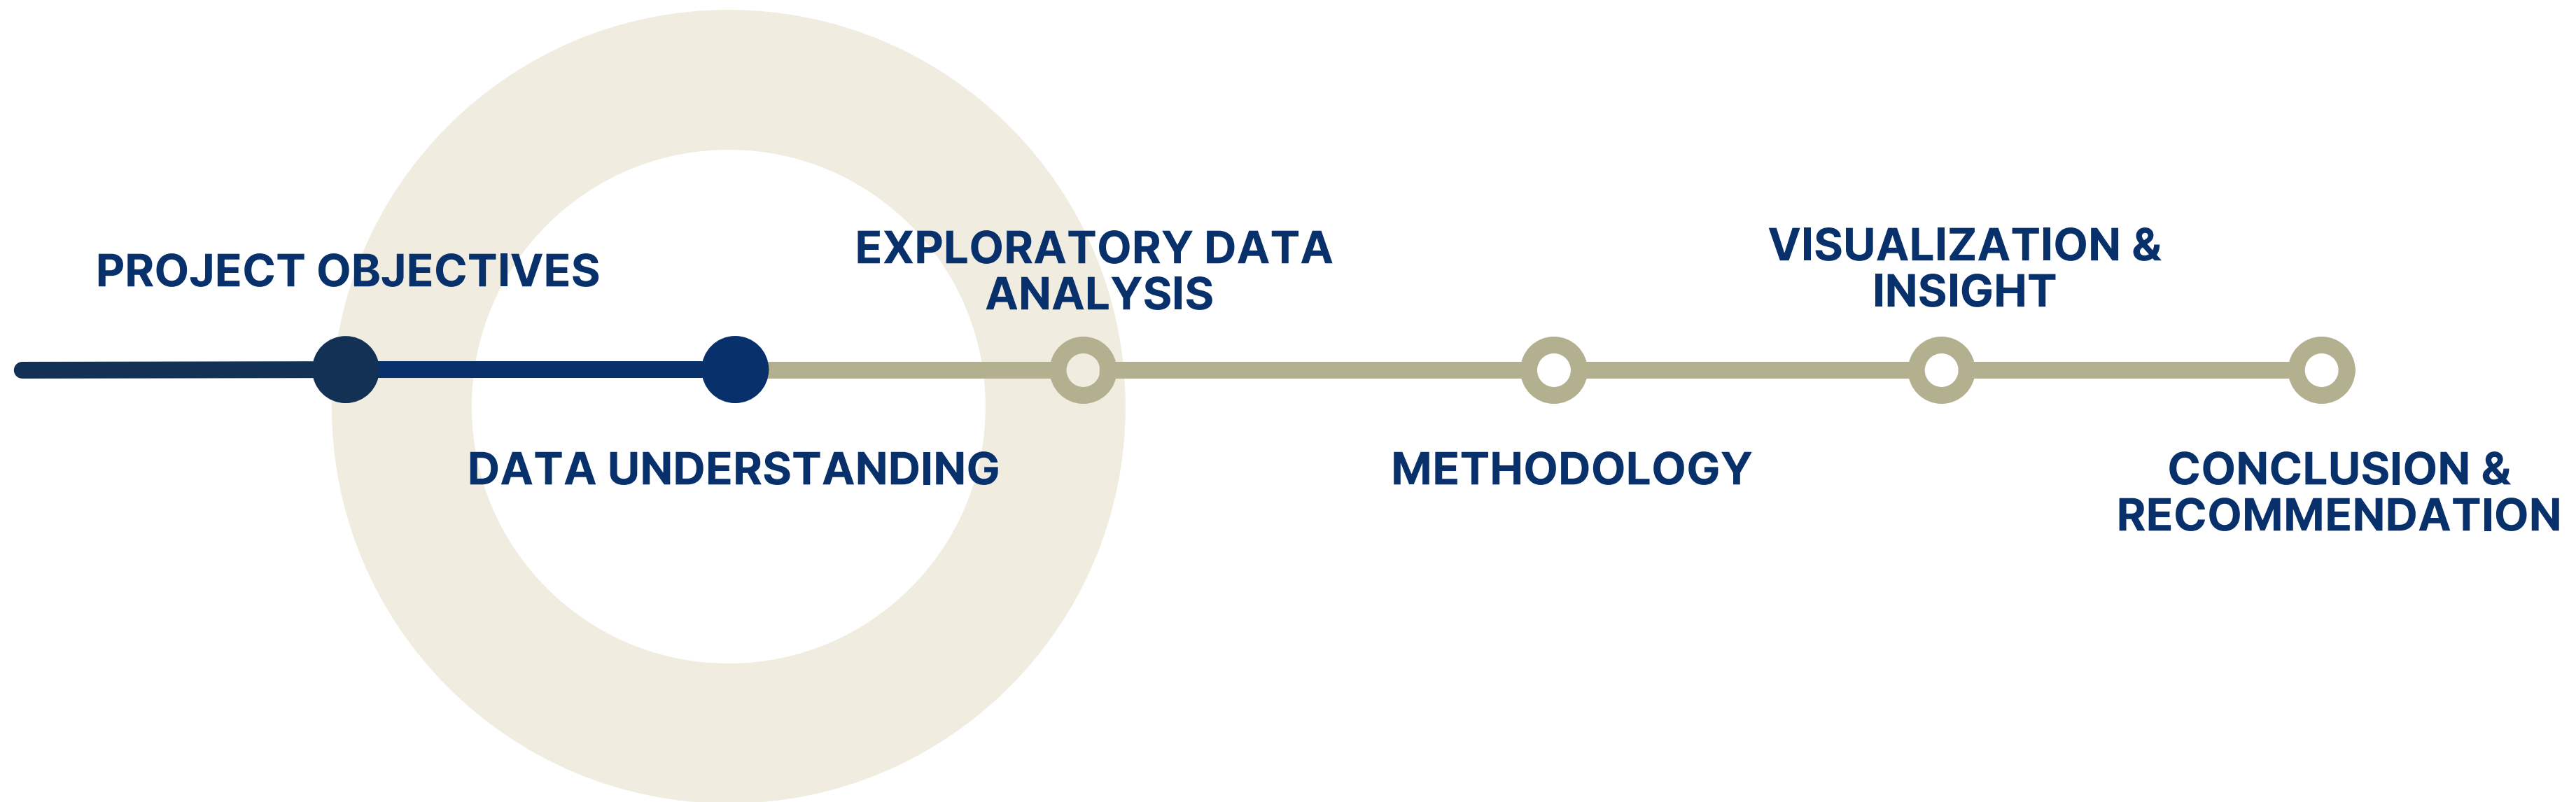 PROJECT OBJECTIVES
DATA UNDERSTANDING
EXPLORATORY DATA
ANALYSIS
METHODOLOGY
VISUALIZATION &
INSIGHT
CONCLUSION &
RECOMMENDATION